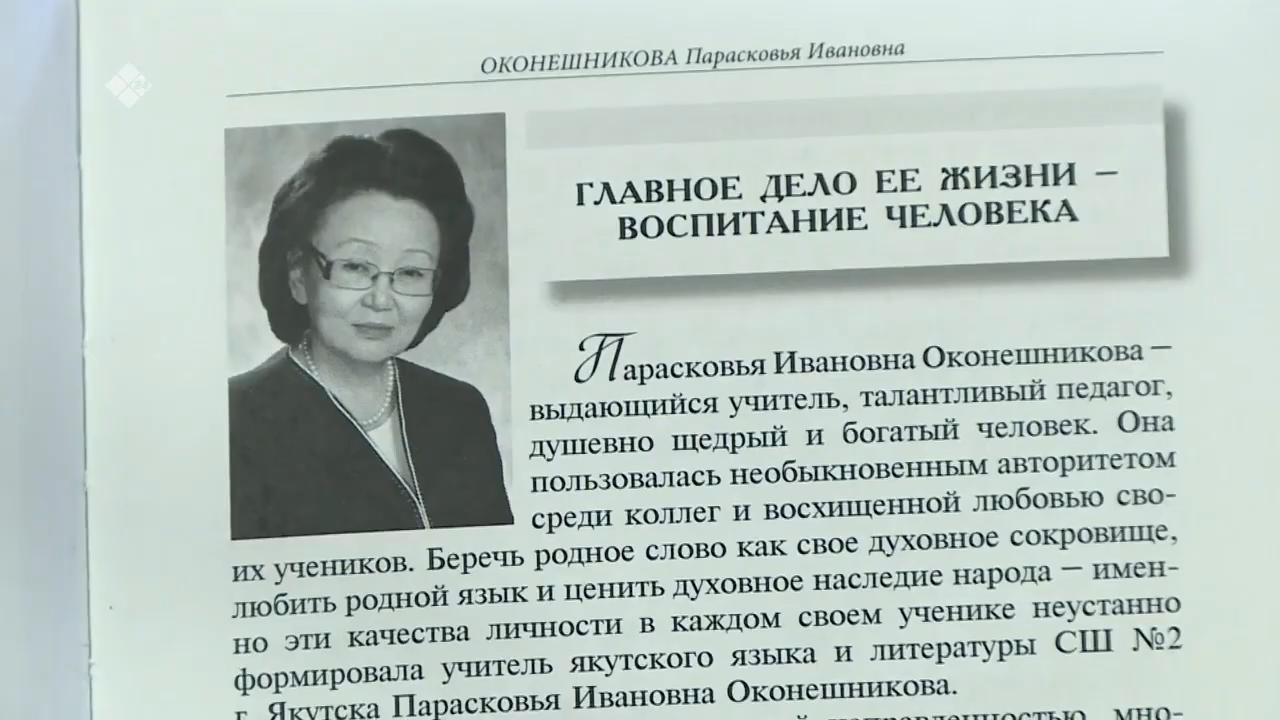 ОКОНЕШНИКОВА Парасковья Ивановна
ГЛАВНОЕ ДЕЛО ЕЕ ЖИЗНИ –
ВОСПИТАНИЕ ЧЕЛОВЕКА
Парасковья Ивановна Оконешникова –
выдающийся учитель, талантливый педагог,
душевно щедрый и богатый человек. Она
пользовалась необыкновенным авторитетом
среди коллег и восхищенной любовью сво-
их учеников. Беречь родное слово как свое духовное сокровище,
любить родной язык и ценить духовное наследие народа – имен-
но эти качества личности в каждом своем ученике неустанно
формировала учитель якутского языка и литературы СШ №2
г. Якутска Парасковья Ивановна Оконешникова.
направленностью, мно-